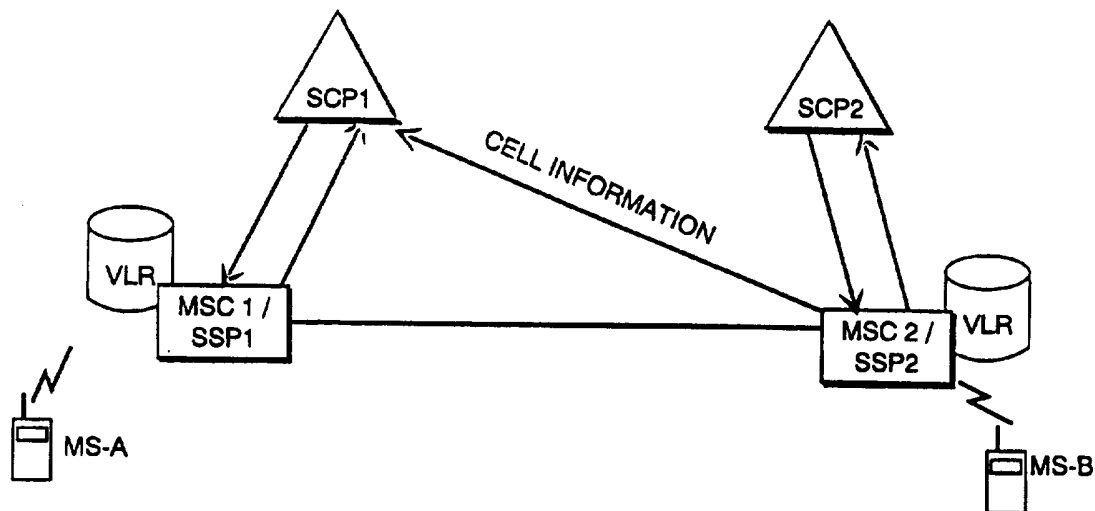 SCP1
SCP2
CELL INFORMATION
VLR
MSC 1 /
SSP1
MSC 2 /
SSP2
VLR
MS-A
MS-B